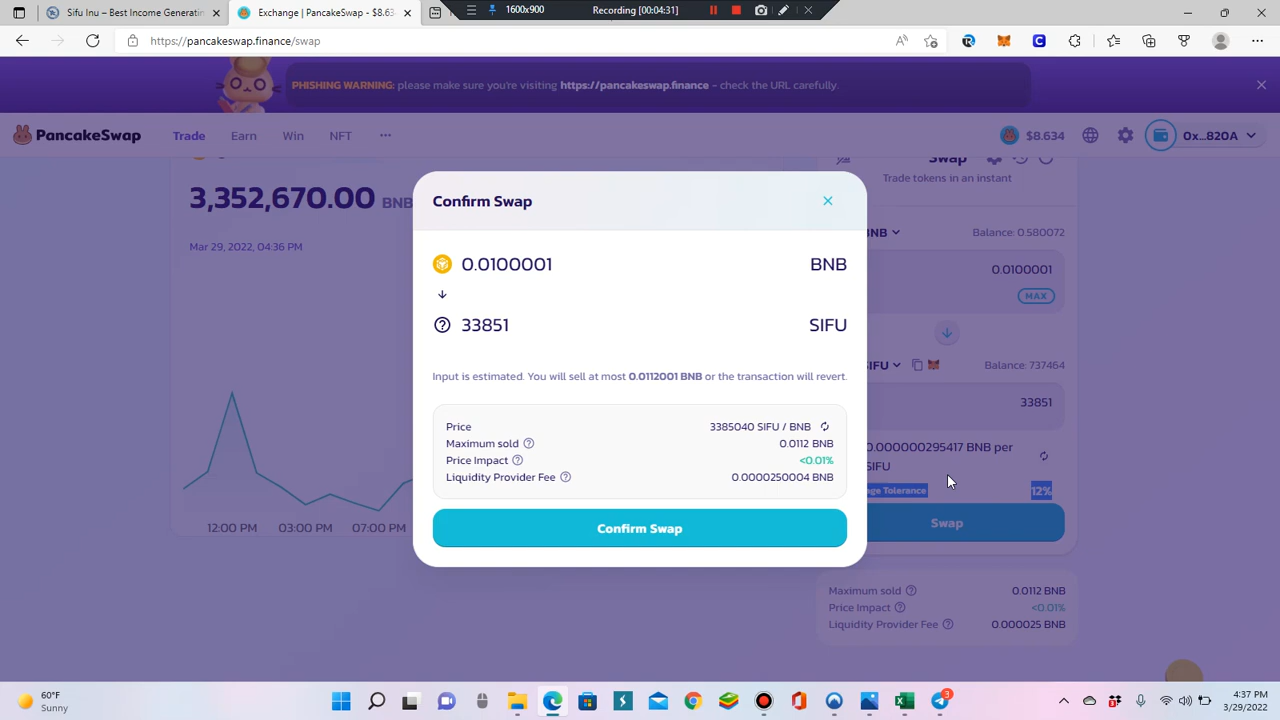 Sifu Inu – Best Income Generating
Exchange | PancakeSwap - $8.63
1600x900
Recording [00:04:31]
https://pancakeswap.finance/swap
PHISHING WARNING: please make sure you're visiting https://pancakeswap.finance - check the URL carefully.
PancakeSwap
Trade
Earn
Win
NFT
$8.634
0x...820A
3,352,670.00 BNB
Mar 29, 2022, 04:36 PM
12:00 PM
03:00 PM
07:00 PM
Swap
Trade tokens in an instant
BNB
Balance: 0.580072
0.0100001
MAX
IFU
Balance: 737464
33851
0.000000295417 BNB per
SIFU
age Tolerance
12%
Swap
Maximum sold
0.0112 BNB
Price Impact
<0.01%
Liquidity Provider Fee
0.000025 BNB
Confirm Swap
0.0100001
BNB
33851
SIFU
Input is estimated. You will sell at most 0.0112001 BNB or the transaction will revert.
Price
3385040 SIFU / BNB
Maximum sold
0.0112 BNB
Price Impact
<0.01%
Liquidity Provider Fee
0.0000250004 BNB
Confirm Swap
60°F
Sunny
3
3
4:37 PM
3/29/2022